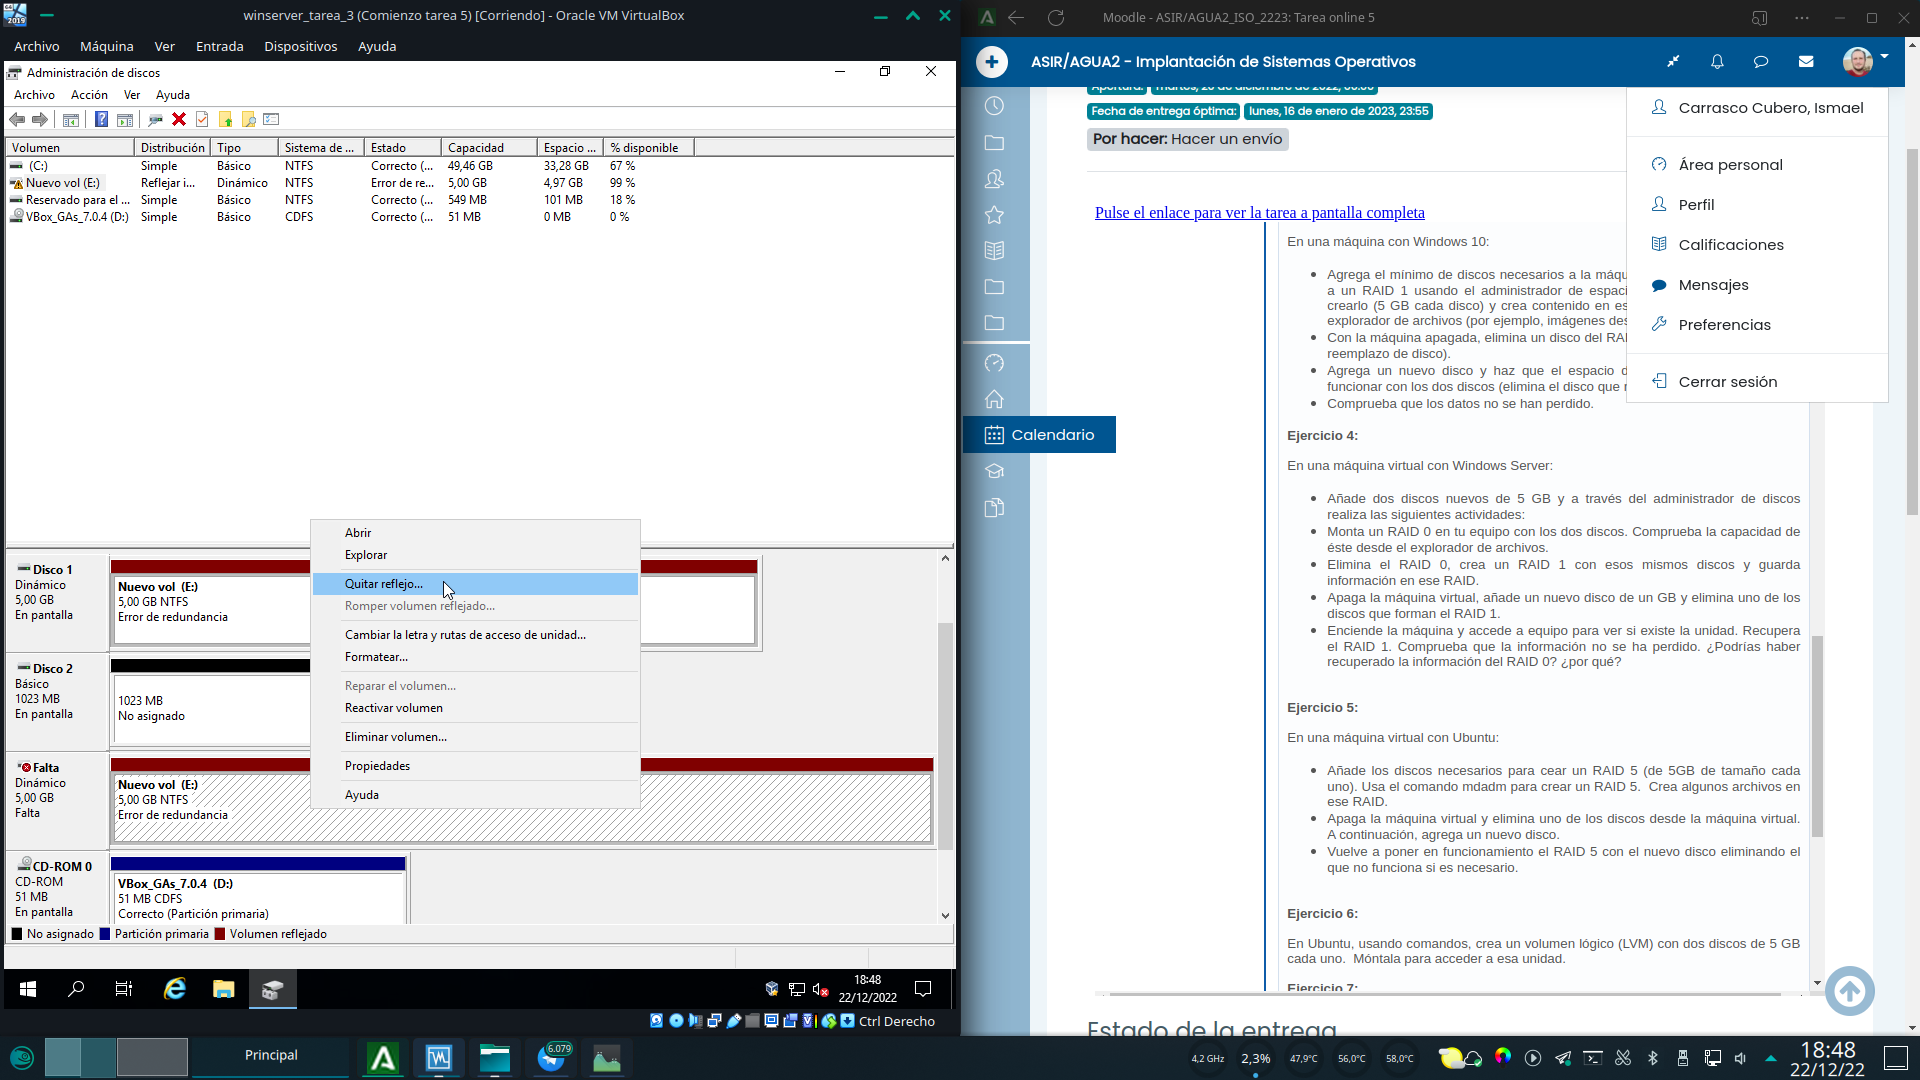 winserver_tarea_3 (Comienzo tarea 5) [Corriendo] - Oracle VM VirtualBox
Archivo Máquina Ver Entrada Dispositivos Ayuda
Administración de discos
Archivo Acción Ver Ayuda
Volumen Distribución Tipo Sistema de ... Estado Capacidad Espacio ... % disponible
(C:) Simple Básico NTFS Correcto (... 49,46 GB 33,28 GB 67 %
Nuevo vol (E:) Reflejar i... Dinámico NTFS Error de re... 5,00 GB 4,97 GB 99 %
Reservado para el ... Simple Básico NTFS Correcto (... 549 MB 101 MB 18 %
VBox_GAs_7.0.4 (D:) Simple Básico CDFS Correcto (... 51 MB 0 MB 0 %
Disco 1
Dinámico
5,00 GB
En pantalla
Nuevo vol (E:)
5,00 GB NTFS
Error de redundancia
Disco 2
Básico
1023 MB
En pantalla
1023 MB
No asignado
Falta
Dinámico
5,00 GB
Falta
Nuevo vol (E:)
5,00 GB NTFS
Error de redundancia
CD-ROM 0
CD-ROM
51 MB
En pantalla
VBox_GAs_7.0.4 (D:)
51 MB CDFS
Correcto (Partición primaria)
Abrir
Explorar
Quitar reflejo...
Romper volumen reflejado...
Cambiar la letra y rutas de acceso de unidad...
Formatear...
Reparar el volumen...
Reactivar volumen
Eliminar volumen...
Propiedades
Ayuda
No asignado Partición primaria Volumen reflejado
18:48
22/12/2022
Ctrl Derecho
Moodle - ASIR/AGUA2_ISO_2223: Tarea online 5
ASIR/AGUA2 - Implantación de Sistemas Operativos
Fecha de entrega óptima: lunes, 16 de enero de 2023, 23:55
Por hacer: Hacer un envío
Carrasco Cubero, Ismael
Área personal
Perfil
Calificaciones
Mensajes
Preferencias
Cerrar sesión
Calendario
Pulse el enlace para ver la tarea a pantalla completa
En una máquina con Windows 10:
Agrega el mínimo de discos necesarios a la máqu
a un RAID 1 usando el administrador de espaci
crearlo (5 GB cada disco) y crea contenido en es
explorador de archivos (por ejemplo, imágenes des
Con la máquina apagada, elimina un disco del RAI
reemplazo de disco).
Agrega un nuevo disco y haz que el espacio d
funcionar con los dos discos (elimina el disco que n
Comprueba que los datos no se han perdido.
Ejercicio 4:
En una máquina virtual con Windows Server:
Añade dos discos nuevos de 5 GB y a través del administrador de discos
realiza las siguientes actividades:
Monta un RAID 0 en tu equipo con los dos discos. Comprueba la capacidad de
éste desde el explorador de archivos.
Elimina el RAID 0, crea un RAID 1 con esos mismos discos y guarda
información en ese RAID.
Apaga la máquina virtual, añade un nuevo disco de un GB y elimina uno de los
discos que forman el RAID 1.
Enciende la máquina y accede a equipo para ver si existe la unidad. Recupera
el RAID 1. Comprueba que la información no se ha perdido. ¿Podrías haber
recuperado la información del RAID 0? ¿por qué?
Ejercicio 5:
En una máquina virtual con Ubuntu:
Añade los discos necesarios para cear un RAID 5 (de 5GB de tamaño cada
uno). Usa el comando mdadm para crear un RAID 5. Crea algunos archivos en
ese RAID.
Apaga la máquina virtual y elimina uno de los discos desde la máquina virtual.
A continuación, agrega un nuevo disco.
Vuelve a poner en funcionamiento el RAID 5 con el nuevo disco eliminando el
que no funciona si es necesario.
Ejercicio 6:
En Ubuntu, usando comandos, crea un volumen lógico (LVM) con dos discos de 5 GB
cada uno. Móntala para acceder a esa unidad.
Ejercicio 7:
Estado de la entrega
Principal
6.079
4,2 GHz 2,3% 47,9°C 56,0°C 58,0°C
18:48
22/12/22